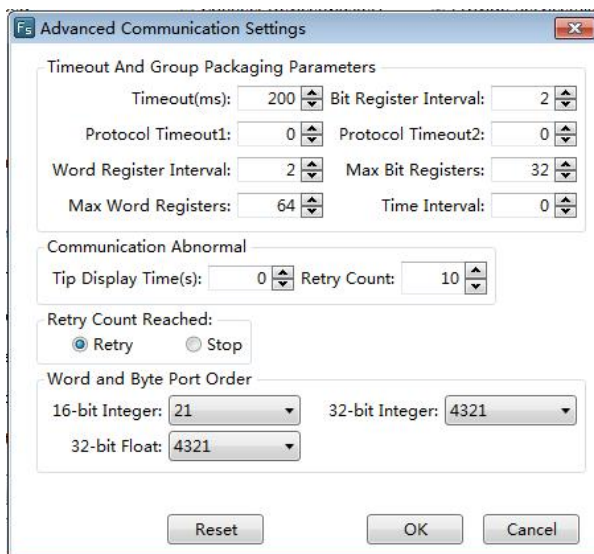 Fs Advanced Communication Settings
Timeout And Group Packaging Parameters
Timeout(ms): 200 Bit Register Interval: 2
Protocol Timeout1: 0 Protocol Timeout2: 0
Word Register Interval: 2 Max Bit Registers: 32
Max Word Registers: 64 Time Interval: 0
Communication Abnormal
Tip Display Time(s): 0 Retry Count: 10
Retry Count Reached:
Retry Stop
Word and Byte Port Order
16-bit Integer: 21 32-bit Integer: 4321
32-bit Float: 4321
Reset OK Cancel